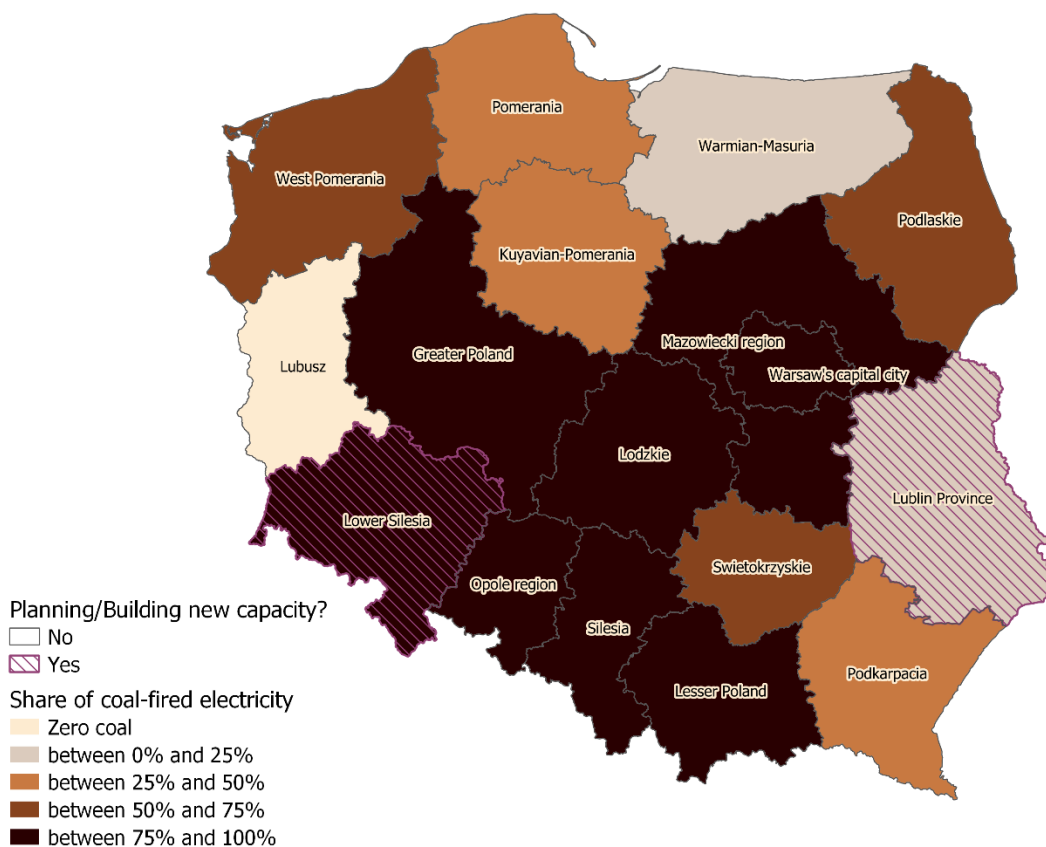 Pomerania
Warmian-Masuria
West Pomerania
Podlaskie
Kuyavian-Pomerania
Mazowiecki region
Greater Poland
Lubusz
Warsaw's capital city
Lodzkie
Lublin Province
Lower Silesia
Swietokrzyskie
Opole region
Silesia
Podkarpacia
Lesser Poland
Planning/Building new capacity?
No
Yes
Share of coal-fired electricity
Zero coal
between 0% and 25%
between 25% and 50%
between 50% and 75%
between 75% and 100%